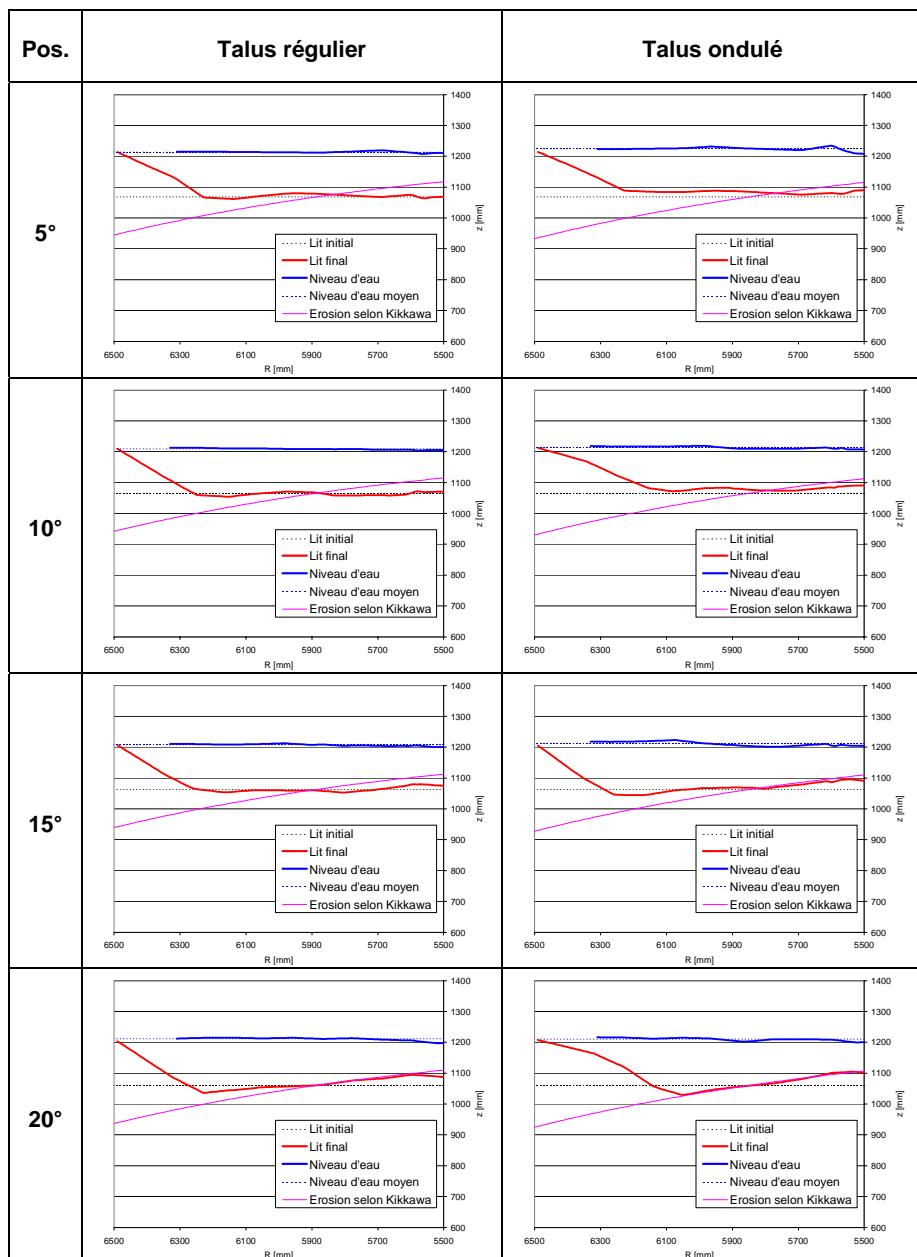 Pos. Talus régulier Talus ondulé
5°
1400
1300
1200
1100
1000
900
800
700
600
z [mm]
6500 6300 6100 5900 5700 5500
R [mm]
Lit initial
Lit final
Niveau d'eau
Niveau d'eau moyen
Erosion selon Kikkawa
1400
1300
1200
1100
1000
900
800
700
600
z [mm]
6500 6300 6100 5900 5700 5500
R [mm]
Lit initial
Lit final
Niveau d'eau
Niveau d'eau moyen
Erosion selon Kikkawa
10°
1400
1300
1200
1100
1000
900
800
700
600
z [mm]
6500 6300 6100 5900 5700 5500
R [mm]
Lit initial
Lit final
Niveau d'eau
Niveau d'eau moyen
Erosion selon Kikkawa
1400
1300
1200
1100
1000
900
800
700
600
z [mm]
6500 6300 6100 5900 5700 5500
R [mm]
Lit initial
Lit final
Niveau d'eau
Niveau d'eau moyen
Erosion selon Kikkawa
15°
1400
1300
1200
1100
1000
900
800
700
600
z [mm]
6500 6300 6100 5900 5700 5500
R [mm]
Lit initial
Lit final
Niveau d'eau
Niveau d'eau moyen
Erosion selon Kikkawa
1400
1300
1200
1100
1000
900
800
700
600
z [mm]
6500 6300 6100 5900 5700 5500
R [mm]
Lit initial
Lit final
Niveau d'eau
Niveau d'eau moyen
Erosion selon Kikkawa
20°
1400
1300
1200
1100
1000
900
800
700
600
z [mm]
6500 6300 6100 5900 5700 5500
R [mm]
Lit initial
Lit final
Niveau d'eau
Niveau d'eau moyen
Erosion selon Kikkawa
1400
1300
1200
1100
1000
900
800
700
600
z [mm]
6500 6300 6100 5900 5700 5500
R [mm]
Lit initial
Lit final
Niveau d'eau
Niveau d'eau moyen
Erosion selon Kikkawa